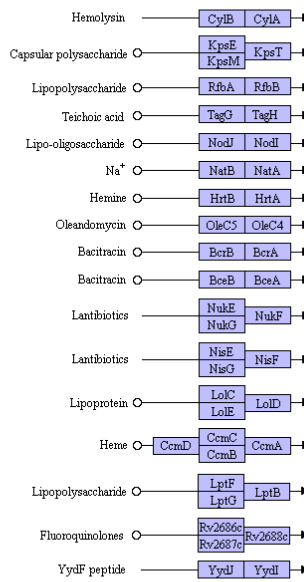 Hemolysin CylB CylA
Capsular polysaccharide KpsE KpsM KpsT
Lipopolysaccharide RfbA RfbB
Teichoic acid TagG TagH
Lipo-oligosaccharide NodJ NodI
Na+ NatB NatA
Hemine HrtB HrtA
Oleandomycin OleC5 OleC4
Bacitracin BcrB BcrA
Bacitracin BceB BceA
Lantibiotics NukE NukG NukF
Lantibiotics NisE NisG NisF
Lipoprotein LolC LolE LolD
Heme CcmD CcmC CcmB CcmA
Lipopolysaccharide LptF LptG LptB
Fluoroquinolones Rv2686c Rv2687c Rv2688c
YydF peptide YydJ YydI